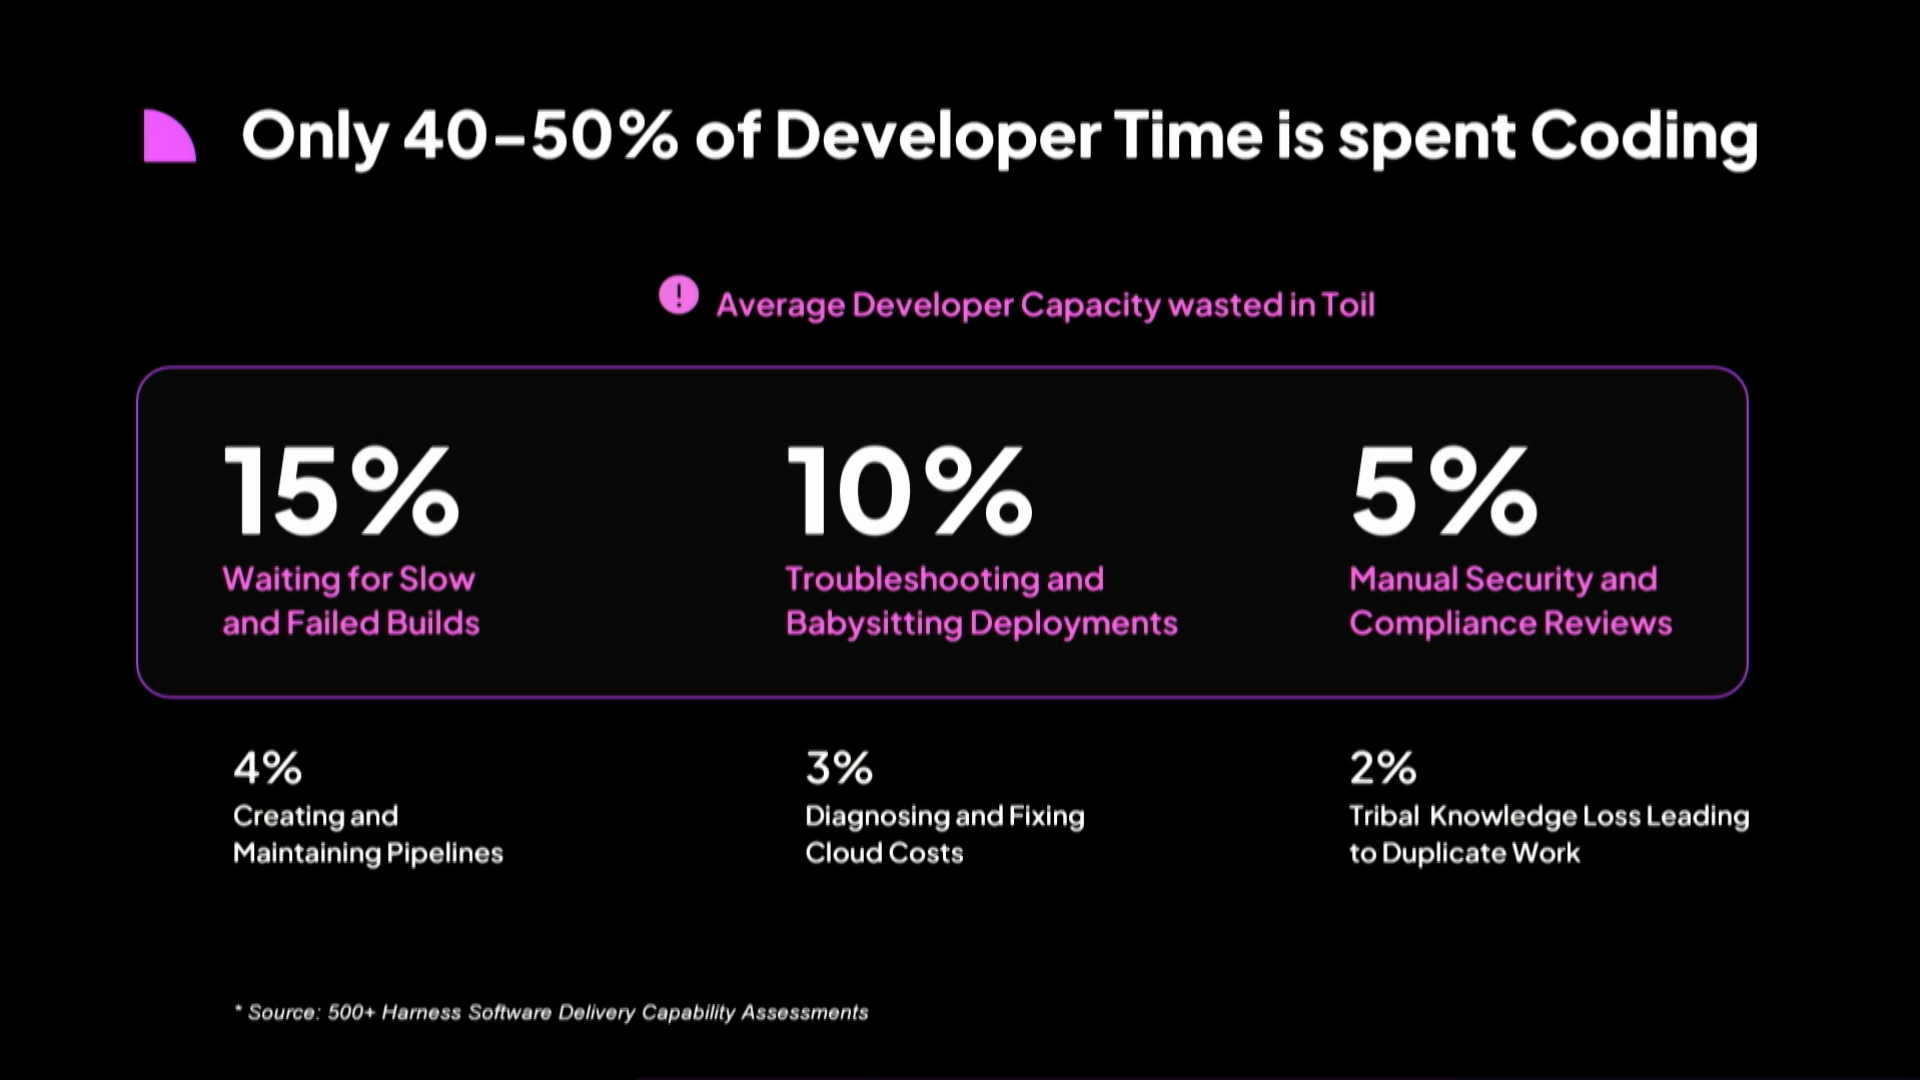 Only 40–50% of Developer Time is spent Coding
! Average Developer Capacity wasted in Toil
15%
Waiting for Slow
and Failed Builds
10%
Troubleshooting and
Babysitting Deployments
5%
Manual Security and
Compliance Reviews
4%
Creating and
Maintaining Pipelines
3%
Diagnosing and Fixing
Cloud Costs
2%
Tribal Knowledge Loss Leading
to Duplicate Work
* Source: 500+ Harness Software Delivery Capability Assessments